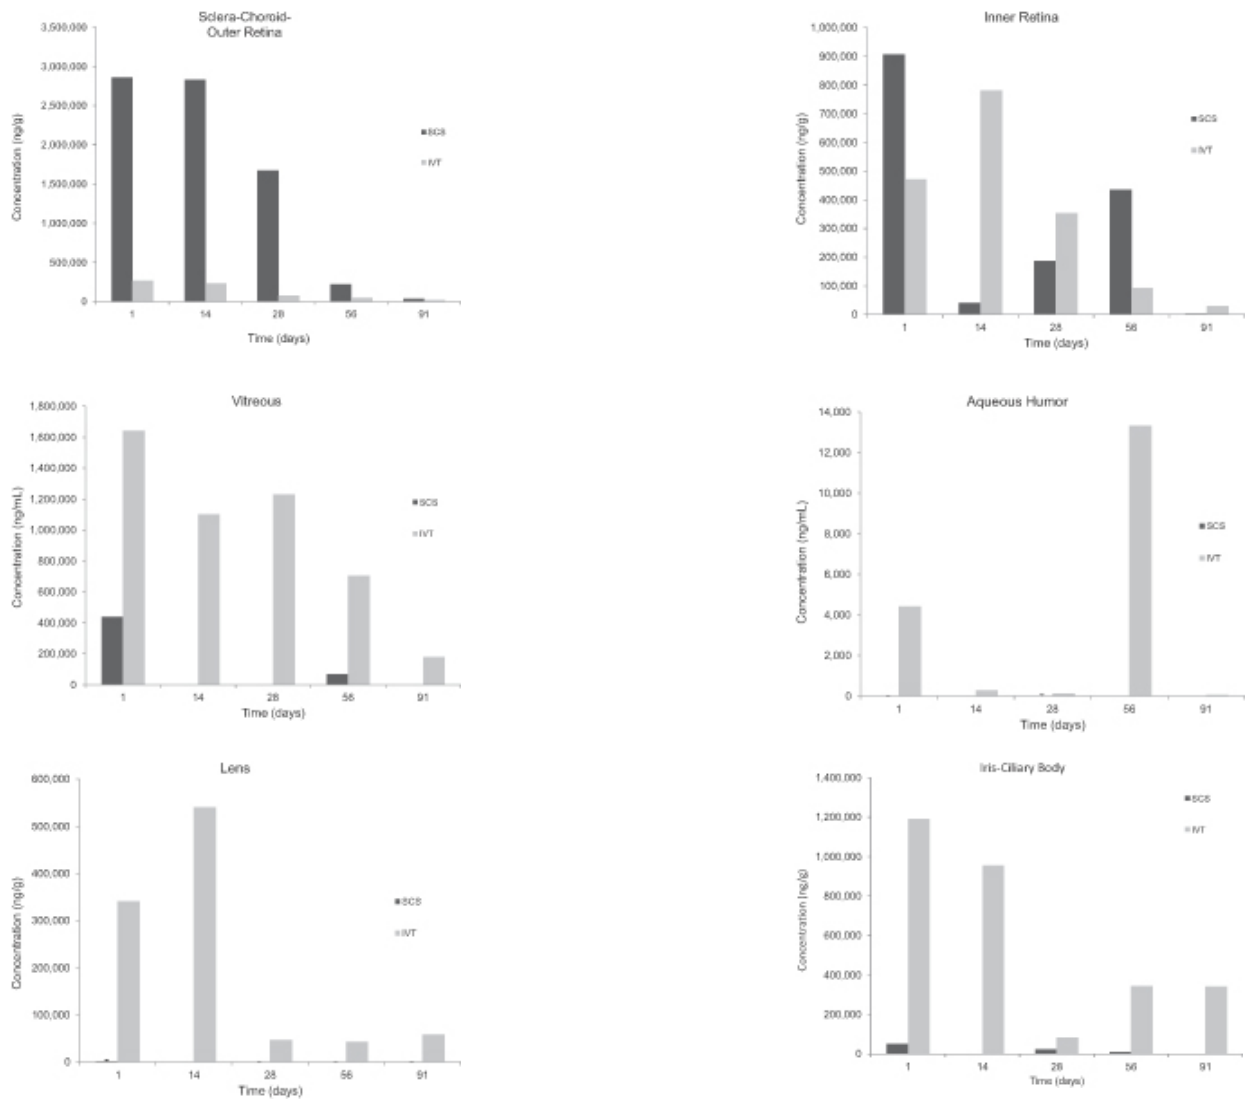 Sclera-Choroid-
Outer Retina
3,500,000
3,000,000
2,500,000
2,000,000
1,500,000
1,000,000
500,000
0
Concentration (ng/g)
SCS
IVT
1 14 28 56 91
Time (days)
Inner Retina
1,000,000
900,000
800,000
700,000
600,000
500,000
400,000
300,000
200,000
100,000
0
Concentration (ng/g)
SCS
IVT
1 14 28 56 91
Time (days)
Vitreous
1,800,000
1,600,000
1,400,000
1,200,000
1,000,000
800,000
600,000
400,000
200,000
0
Concentration (ng/mL)
SCS
IVT
1 14 28 56 91
Time (days)
Aqueous Humor
14,000
12,000
10,000
8,000
6,000
4,000
2,000
0
Concentration (ng/mL)
SCS
IVT
1 14 28 56 91
Time (days)
Lens
600,000
500,000
400,000
300,000
200,000
100,000
0
Concentration (ng/g)
SCS
IVT
1 14 28 56 91
Time (days)
Iris-Ciliary Body
1,400,000
1,200,000
1,000,000
800,000
600,000
400,000
200,000
0
Concentration (ng/g)
SCS
IVT
1 14 28 56 91
Time (days)